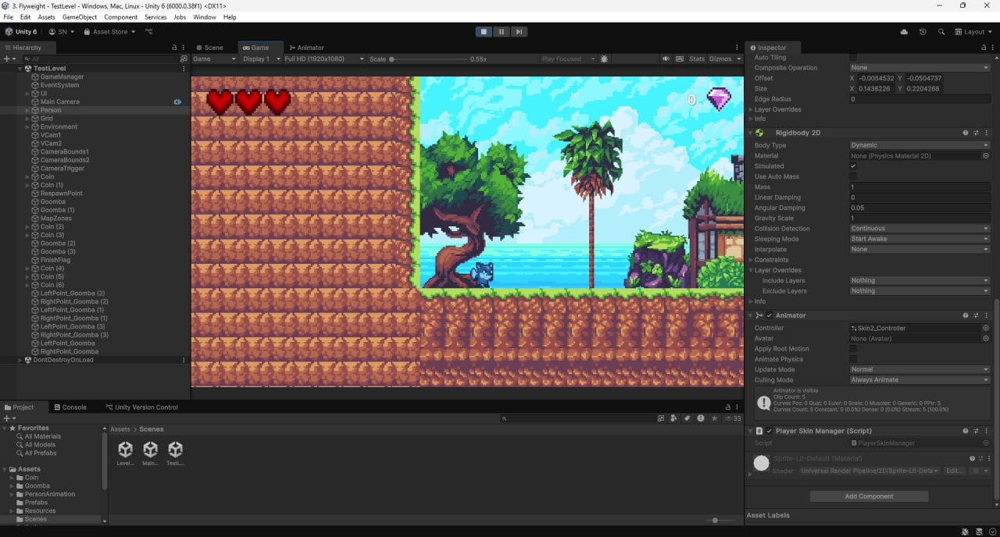 3. Flyweight - TestLevel - Windows, Mac, Linux - Unity 6 (6000.0.38f1) <DX11>
File Edit Assets GameObject Component Services Jobs Window Help
Unity 6 SN Asset Store Layout
Hierarchy
All
TestLevel
GameManager
EventSystem
UI
Main Camera
Person
Grid
Environment
VCam1
VCam2
CameraBounds1
CameraBounds2
CameraTrigger
Coin
Coin (1)
RespawnPoint
Goomba
Goomba (1)
MapZones
Coin (2)
Coin (3)
Goomba (2)
Goomba (3)
FinishFlag
Coin (4)
Coin (5)
Coin (6)
LeftPoint_Goomba (2)
RightPoint_Goomba (2)
LeftPoint_Goomba (1)
RightPoint_Goomba (1)
LeftPoint_Goomba (3)
RightPoint_Goomba (3)
LeftPoint_Goomba
RightPoint_Goomba
DontDestroyOnLoad
Scene Game Animator
Game Display 1 Full HD (1920x1080) Scale 0.55x Play Focused Stats Gizmos
0
Inspector
Auto Tiling
Composite Operation None
Offset X -0.0054532 Y -0.0504737
Size X 0.1436226 Y 0.2204268
Edge Radius 0
Layer Overrides
Info
Rigidbody 2D
Body Type Dynamic
Material None (Physics Material 2D)
Simulated
Use Auto Mass
Mass 1
Linear Damping 0
Angular Damping 0.05
Gravity Scale 1
Collision Detection Continuous
Sleeping Mode Start Awake
Interpolate None
Constraints
Layer Overrides
Include Layers Nothing
Exclude Layers Nothing
Info
Animator
Controller Skin2_Controller
Avatar None (Avatar)
Apply Root Motion
Animate Physics
Update Mode Normal
Culling Mode Always Animate
Animator is visible
Clip Count: 5
Curves Pos: 0 Quat: 0 Euler: 0 Scale: 0 Muscles: 0 Generic: 0 PPtr: 5
Curves Count: 5 Constant: 0 (0.0%) Dense: 0 (0.0%) Stream: 5 (100.0%)
Player Skin Manager (Script)
Script PlayerSkinManager
Sprite-Lit-Default (Material)
Shader Universal Render Pipeline/2D/Sprite-Lit-Defa Edit...
Add Component
Asset Labels
Project Console Unity Version Control
33
Favorites
All Materials
All Models
All Prefabs
Assets
Coin
Goomba
PersonAnimation
Prefabs
Resources
Scenes
Assets Scenes
Level... Main... TestL...